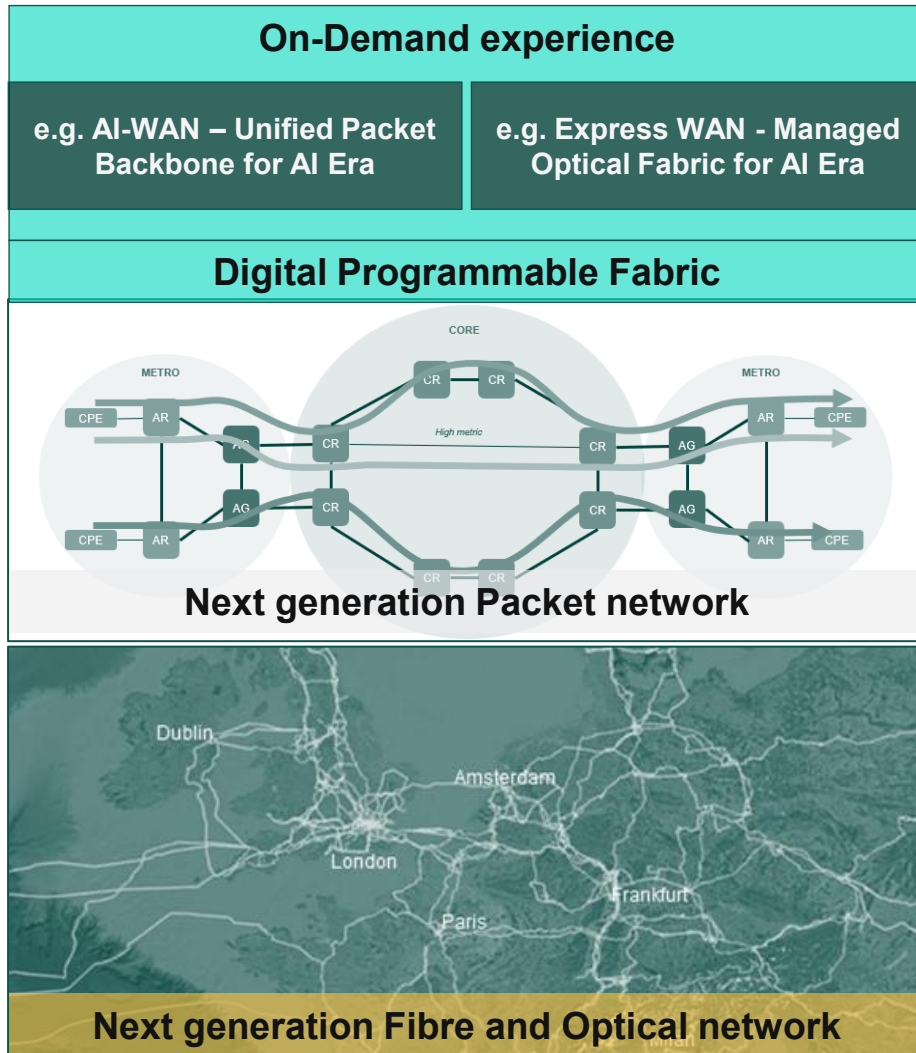 On-Demand experience
e.g. AI-WAN – Unified Packet
Backbone for AI Era
e.g. Express WAN - Managed
Optical Fabric for AI Era
Digital Programmable Fabric
CORE
METRO
METRO
CR
CR
CPE
AR
AR
CPE
High metric
AG
CR
CR
AG
AG
CR
CR
AG
CPE
AR
AR
CPE
CR
CR
Next generation Packet network
Dublin
Amsterdam
London
Frankfurt
Paris
Next generation Fibre and Optical network
Milan